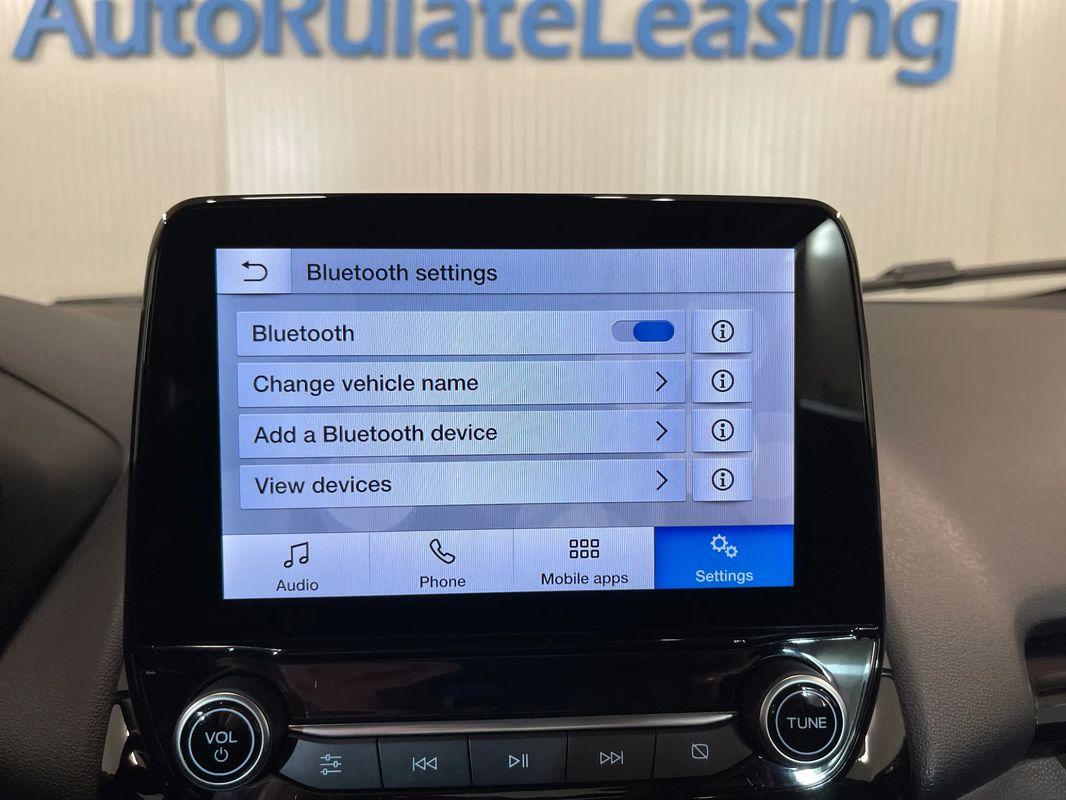 AutoRulateLeasing
Bluetooth settings
Bluetooth
Change vehicle name
Add a Bluetooth device
View devices
Audio
Phone
Mobile apps
Settings
VOL
TUNE